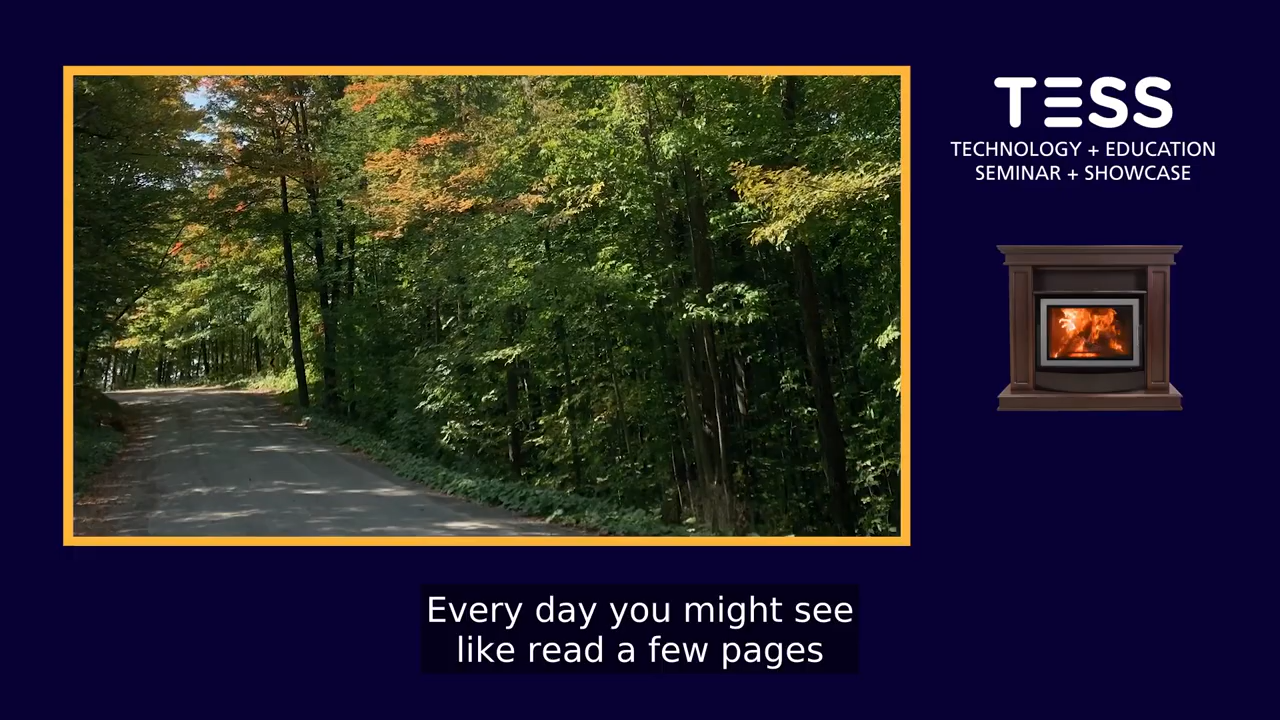 TESS
TECHNOLOGY + EDUCATION
SEMINAR + SHOWCASE
Every day you might see
like read a few pages